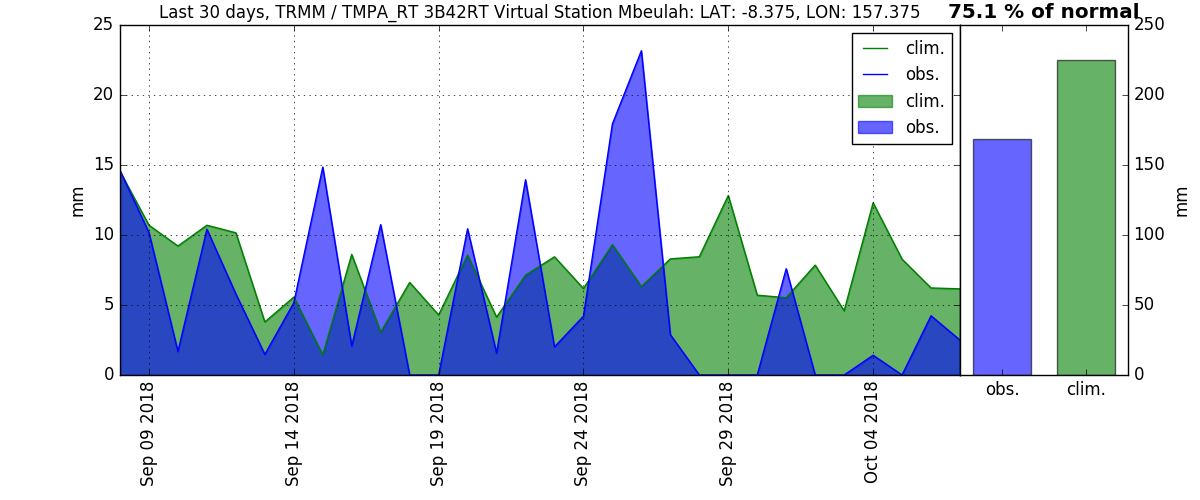 Last 30 days, TRMM / TMPA_RT 3B42RT Virtual Station Mbeulah: LAT: -8.375, LON: 157.375
75.1 % of normal
25
20
15
10
5
0
mm
clim.
obs.
clim.
obs.
250
200
150
100
50
0
mm
obs.
clim.
Sep 09 2018
Sep 14 2018
Sep 19 2018
Sep 24 2018
Sep 29 2018
Oct 04 2018